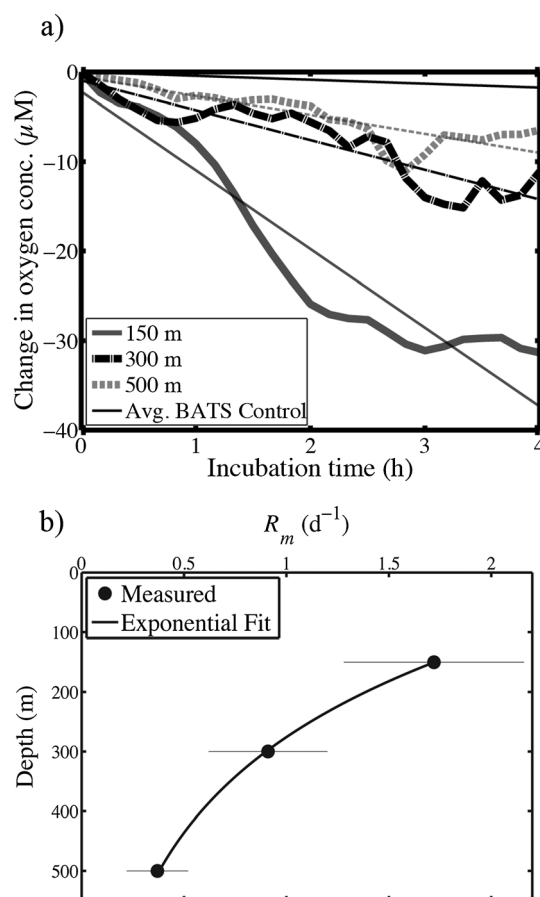 a)
Change in oxygen conc. (μM)
0
−10
−20
−30
−40
150 m
300 m
500 m
Avg. BATS Control
0 1 2 3 4
Incubation time (h)
b)
R_m (d⁻¹)
0 0.5 1 1.5 2
Measured
Exponential Fit
Depth (m)
0
100
200
300
400
500